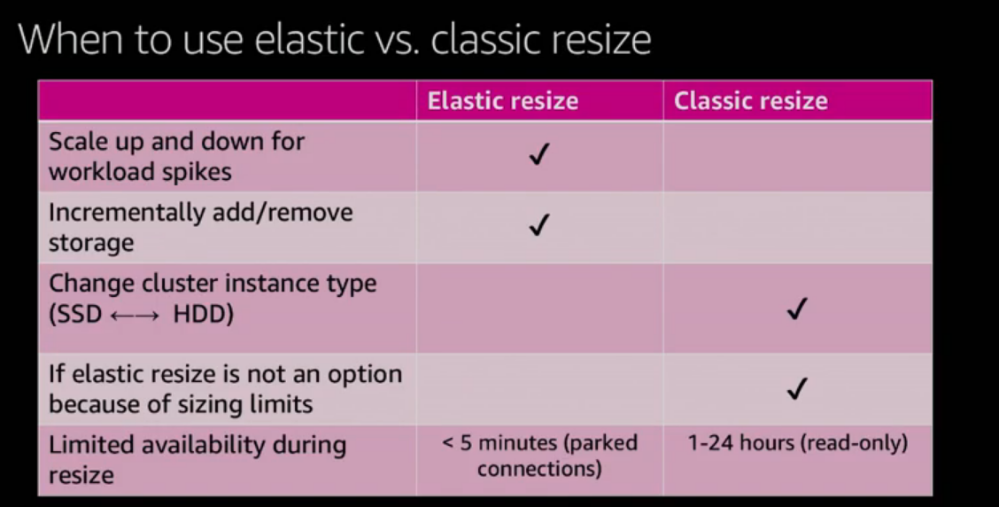 When to use elastic vs. classic resize
Elastic resize
Classic resize
Scale up and down for
workload spikes
✓
Incrementally add/remove
storage
✓
Change cluster instance type
(SSD ←→ HDD)
✓
If elastic resize is not an option
because of sizing limits
✓
Limited availability during
resize
< 5 minutes (parked
connections)
1-24 hours (read-only)